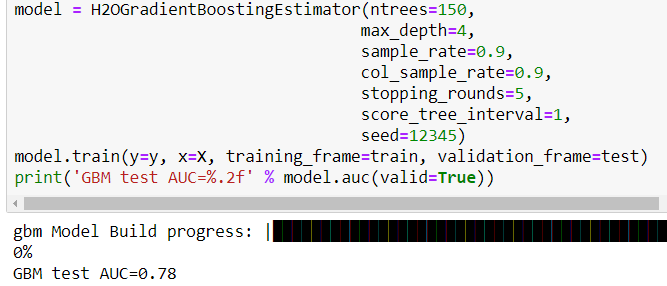 model = H2OGradientBoostingEstimator(ntrees=150,
max_depth=4,
sample_rate=0.9,
col_sample_rate=0.9,
stopping_rounds=5,
score_tree_interval=1,
seed=12345)
model.train(y=y, x=X, training_frame=train, validation_frame=test)
print('GBM test AUC=%.2f' % model.auc(valid=True))
gbm Model Build progress: |
0%
GBM test AUC=0.78